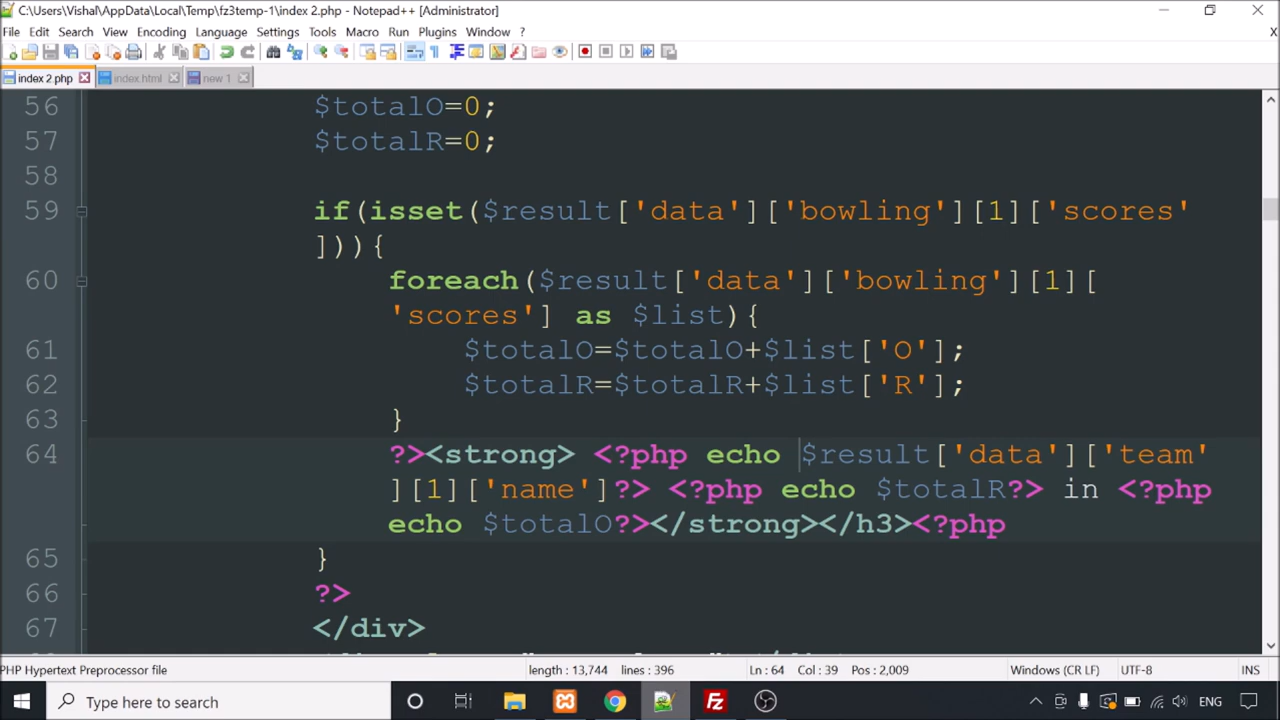 C:\Users\Vishal\AppData\Local\Temp\fz3temp-1\index 2.php - Notepad++ [Administrator]
File Edit Search View Encoding Language Settings Tools Macro Run Plugins Window ? X
index 2.php index.html new 1
56 $totalO=0;
57 $totalR=0;
58
59 if(isset($result['data']['bowling'][1]['scores'
])){
60 foreach($result['data']['bowling'][1][
'scores'] as $list){
61 $totalO=$totalO+$list['O'];
62 $totalR=$totalR+$list['R'];
63 }
64 ?><strong> <?php echo $result['data']['team'
][1]['name']?> <?php echo $totalR?> in <?php
echo $totalO?></strong></h3><?php
65 }
66 ?>
67 </div>
PHP Hypertext Preprocessor file length : 13,744 lines : 396 Ln : 64 Col : 39 Pos : 2,009 Windows (CR LF) UTF-8 INS
Type here to search ENG